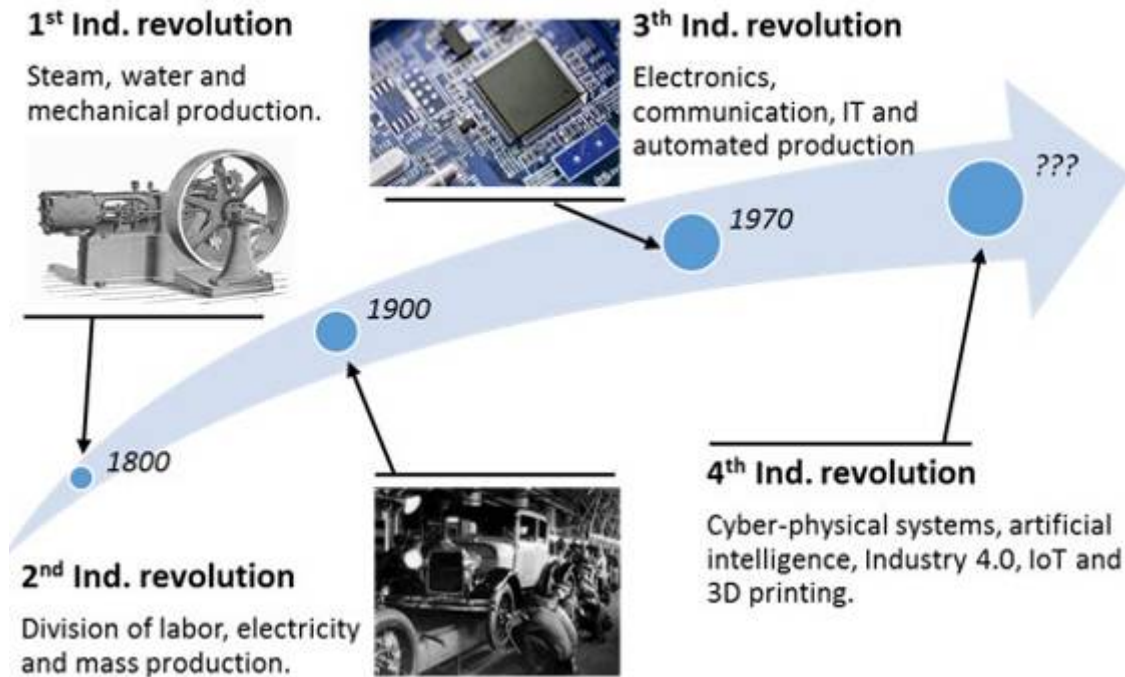 1st Ind. revolution
Steam, water and
mechanical production.
3th Ind. revolution
Electronics,
communication, IT and
automated production
???
1970
1900
1800
2nd Ind. revolution
Division of labor, electricity
and mass production.
4th Ind. revolution
Cyber-physical systems, artificial
intelligence, Industry 4.0, IoT and
3D printing.